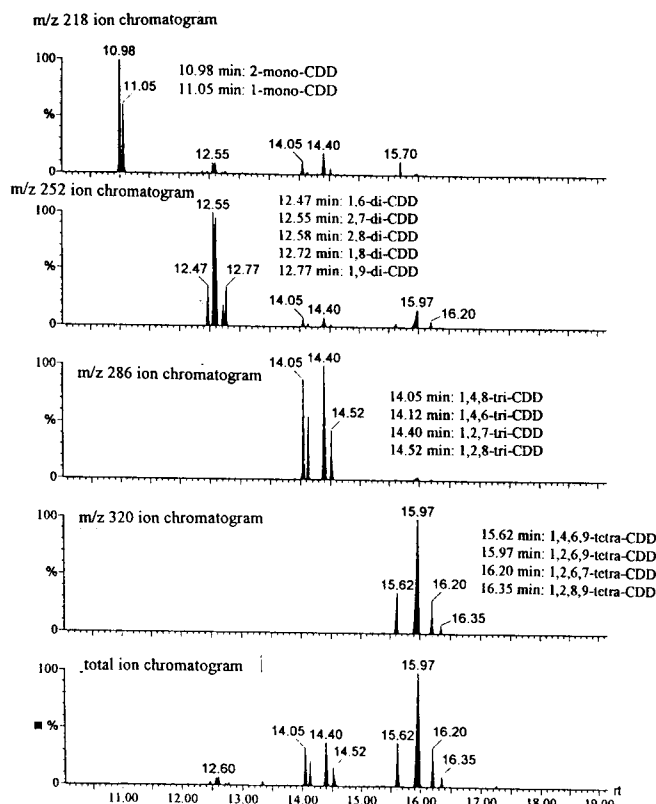 m/z 218 ion chromatogram
100
%
0
10.98
11.05
12.55
14.05
14.40
15.70
10.98 min: 2-mono-CDD
11.05 min: 1-mono-CDD
m/z 252 ion chromatogram
100
%
0
12.47
12.55
12.77
14.05
14.40
15.97
16.20
12.47 min: 1,6-di-CDD
12.55 min: 2,7-di-CDD
12.58 min: 2,8-di-CDD
12.72 min: 1,8-di-CDD
12.77 min: 1,9-di-CDD
m/z 286 ion chromatogram
100
%
0
14.05
14.40
14.52
14.05 min: 1,4,8-tri-CDD
14.12 min: 1,4,6-tri-CDD
14.40 min: 1,2,7-tri-CDD
14.52 min: 1,2,8-tri-CDD
m/z 320 ion chromatogram
100
%
0
15.62
15.97
16.20
16.35
15.62 min: 1,4,6,9-tetra-CDD
15.97 min: 1,2,6,9-tetra-CDD
16.20 min: 1,2,6,7-tetra-CDD
16.35 min: 1,2,8,9-tetra-CDD
total ion chromatogram
100
%
0
12.60
14.05
14.40
14.52
15.62
15.97
16.20
16.35
rt
11.00 12.00 13.00 14.00 15.00 16.00 17.00 18.00 19.00